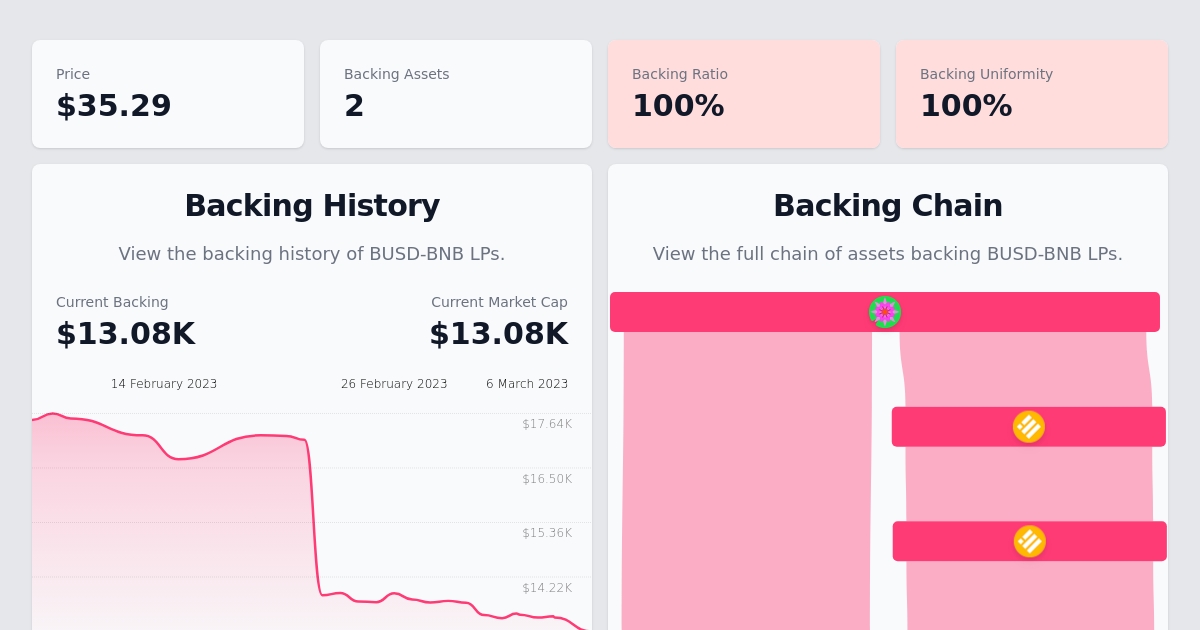 Price
$35.29
Backing Assets
2
Backing Ratio
100%
Backing Uniformity
100%
Backing History
View the backing history of BUSD-BNB LPs.
Current Backing
$13.08K
Current Market Cap
$13.08K
14 February 2023
26 February 2023
6 March 2023
$17.64K
$16.50K
$15.36K
$14.22K
Backing Chain
View the full chain of assets backing BUSD-BNB LPs.